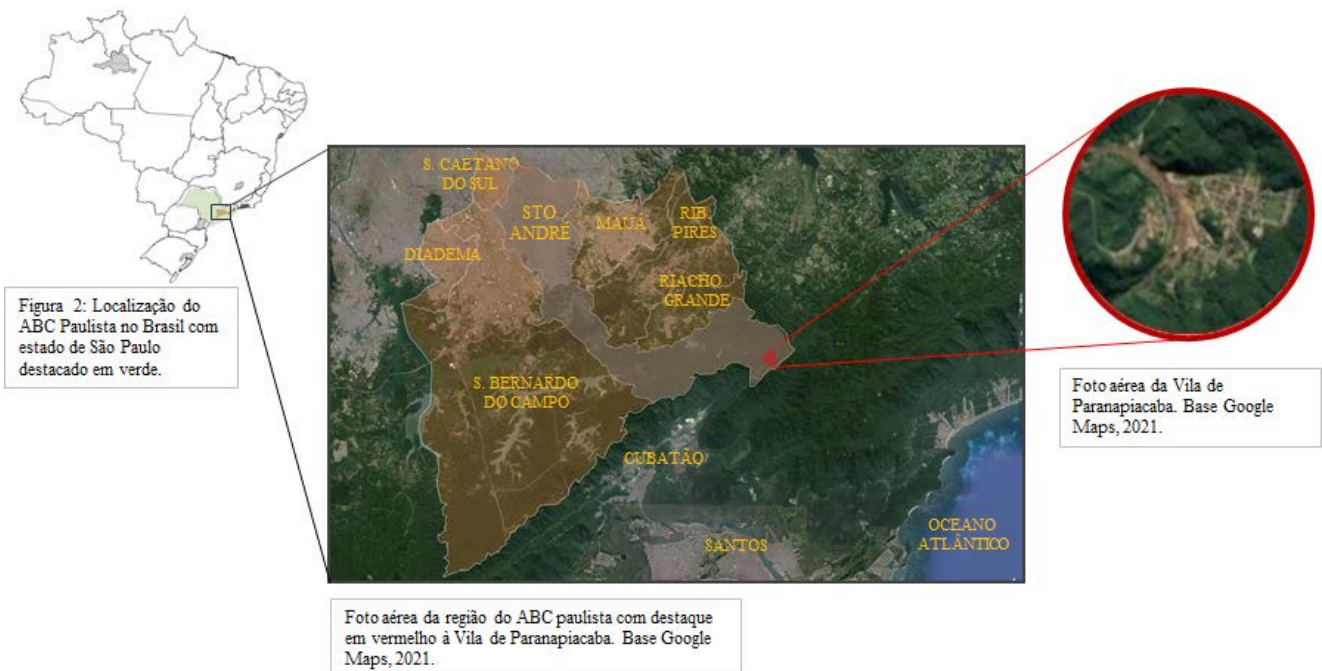 Figura 2: Localização do
ABC Paulista no Brasil com
estado de São Paulo
destacado em verde.
S. CAETANO
DO SUL
STO
ANDRÉ
MAUÁ
RIB.
PIRES
DIADEMA
RIACHO
GRANDE
S. BERNARDO
DO CAMPO
CUBATÃO
SANTOS
OCEANO
ATLÂNTICO
Foto aérea da Vila de
Paranapiacaba. Base Google
Maps, 2021.
Foto aérea da região do ABC paulista com destaque
em vermelho à Vila de Paranapiacaba. Base Google
Maps, 2021.